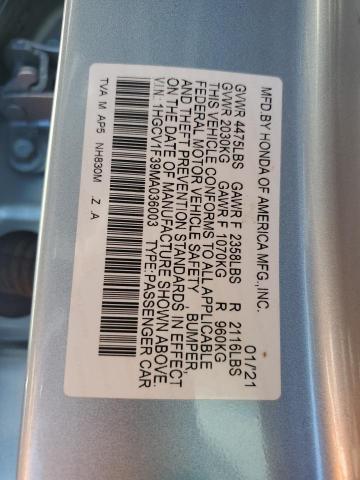 MFD.BY HONDA OF AMERICA MFG.,INC. 01/21
GVWR 4475LBS GAWR F 2358LBS R 2116LBS
GVWR 2030KG GAWR F 1070KG R 960KG
THIS VEHICLE CONFORMS TO ALL APPLICABLE
FEDERAL MOTOR VEHICLE SAFETY, BUMPER,
AND THEFT PREVENTION STANDARDS IN EFFECT
ON THE DATE OF MANUFACTURE SHOWN ABOVE.
VIN:1HGCV1F39MA036003 TYPE:PASSENGER CAR
TVA M AP5 NH830M Z .A